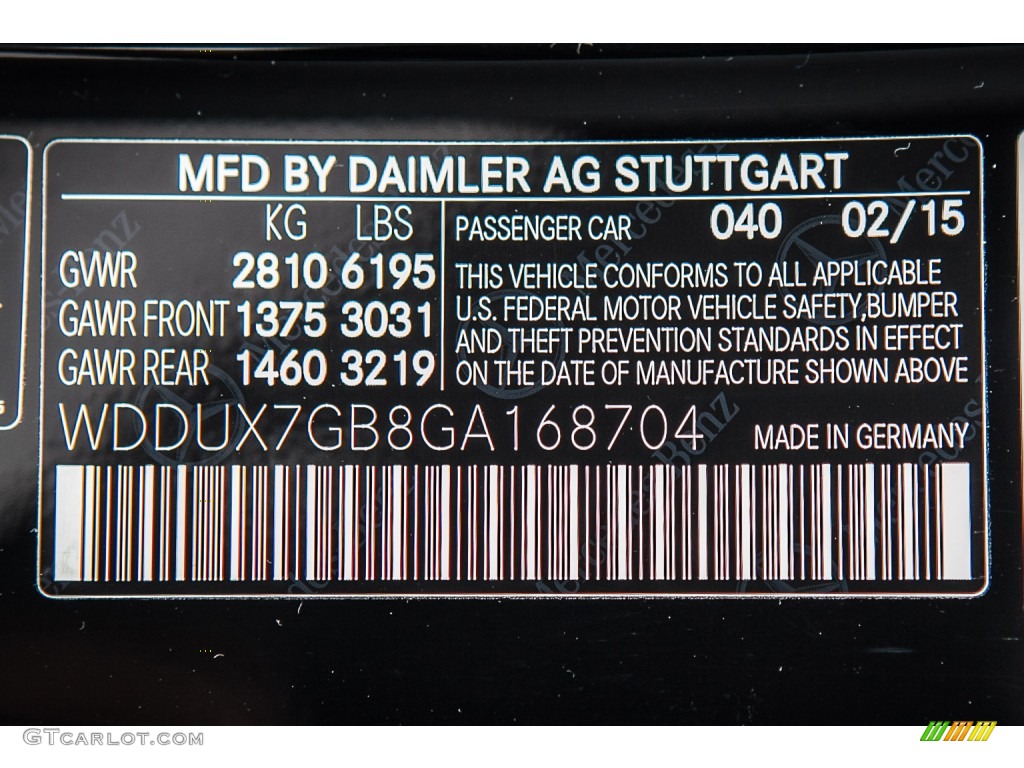 MFD BY DAIMLER AG STUTTGART
KG LBS
GVWR 2810 6195
GAWR FRONT 1375 3031
GAWR REAR 1460 3219
PASSENGER CAR 040 02/15
THIS VEHICLE CONFORMS TO ALL APPLICABLE
U.S. FEDERAL MOTOR VEHICLE SAFETY,BUMPER
AND THEFT PREVENTION STANDARDS IN EFFECT
ON THE DATE OF MANUFACTURE SHOWN ABOVE
WDDUX7GB8GA168704 MADE IN GERMANY
GTCARLOT.COM